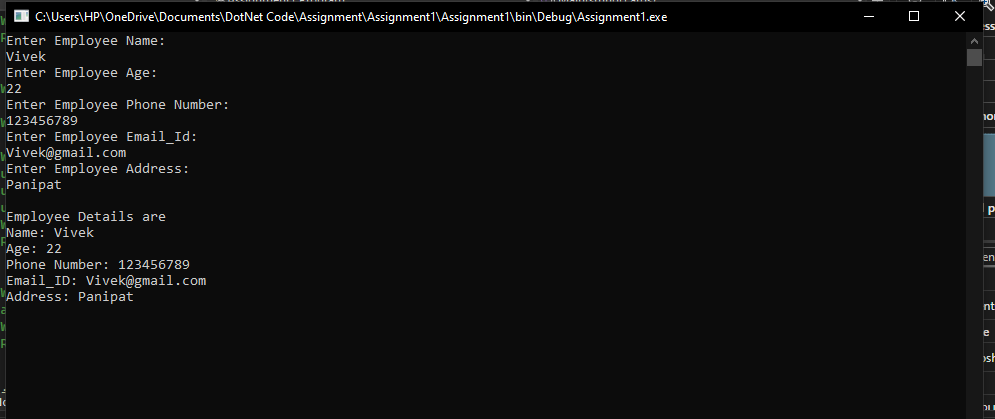 C:\Users\HP\OneDrive\Documents\DotNet Code\Assignment\Assignment1\Assignment1\bin\Debug\Assignment1.exe
Enter Employee Name:
Vivek
Enter Employee Age:
22
Enter Employee Phone Number:
123456789
Enter Employee Email_Id:
Vivek@gmail.com
Enter Employee Address:
Panipat
Employee Details are
Name: Vivek
Age: 22
Phone Number: 123456789
Email_ID: Vivek@gmail.com
Address: Panipat